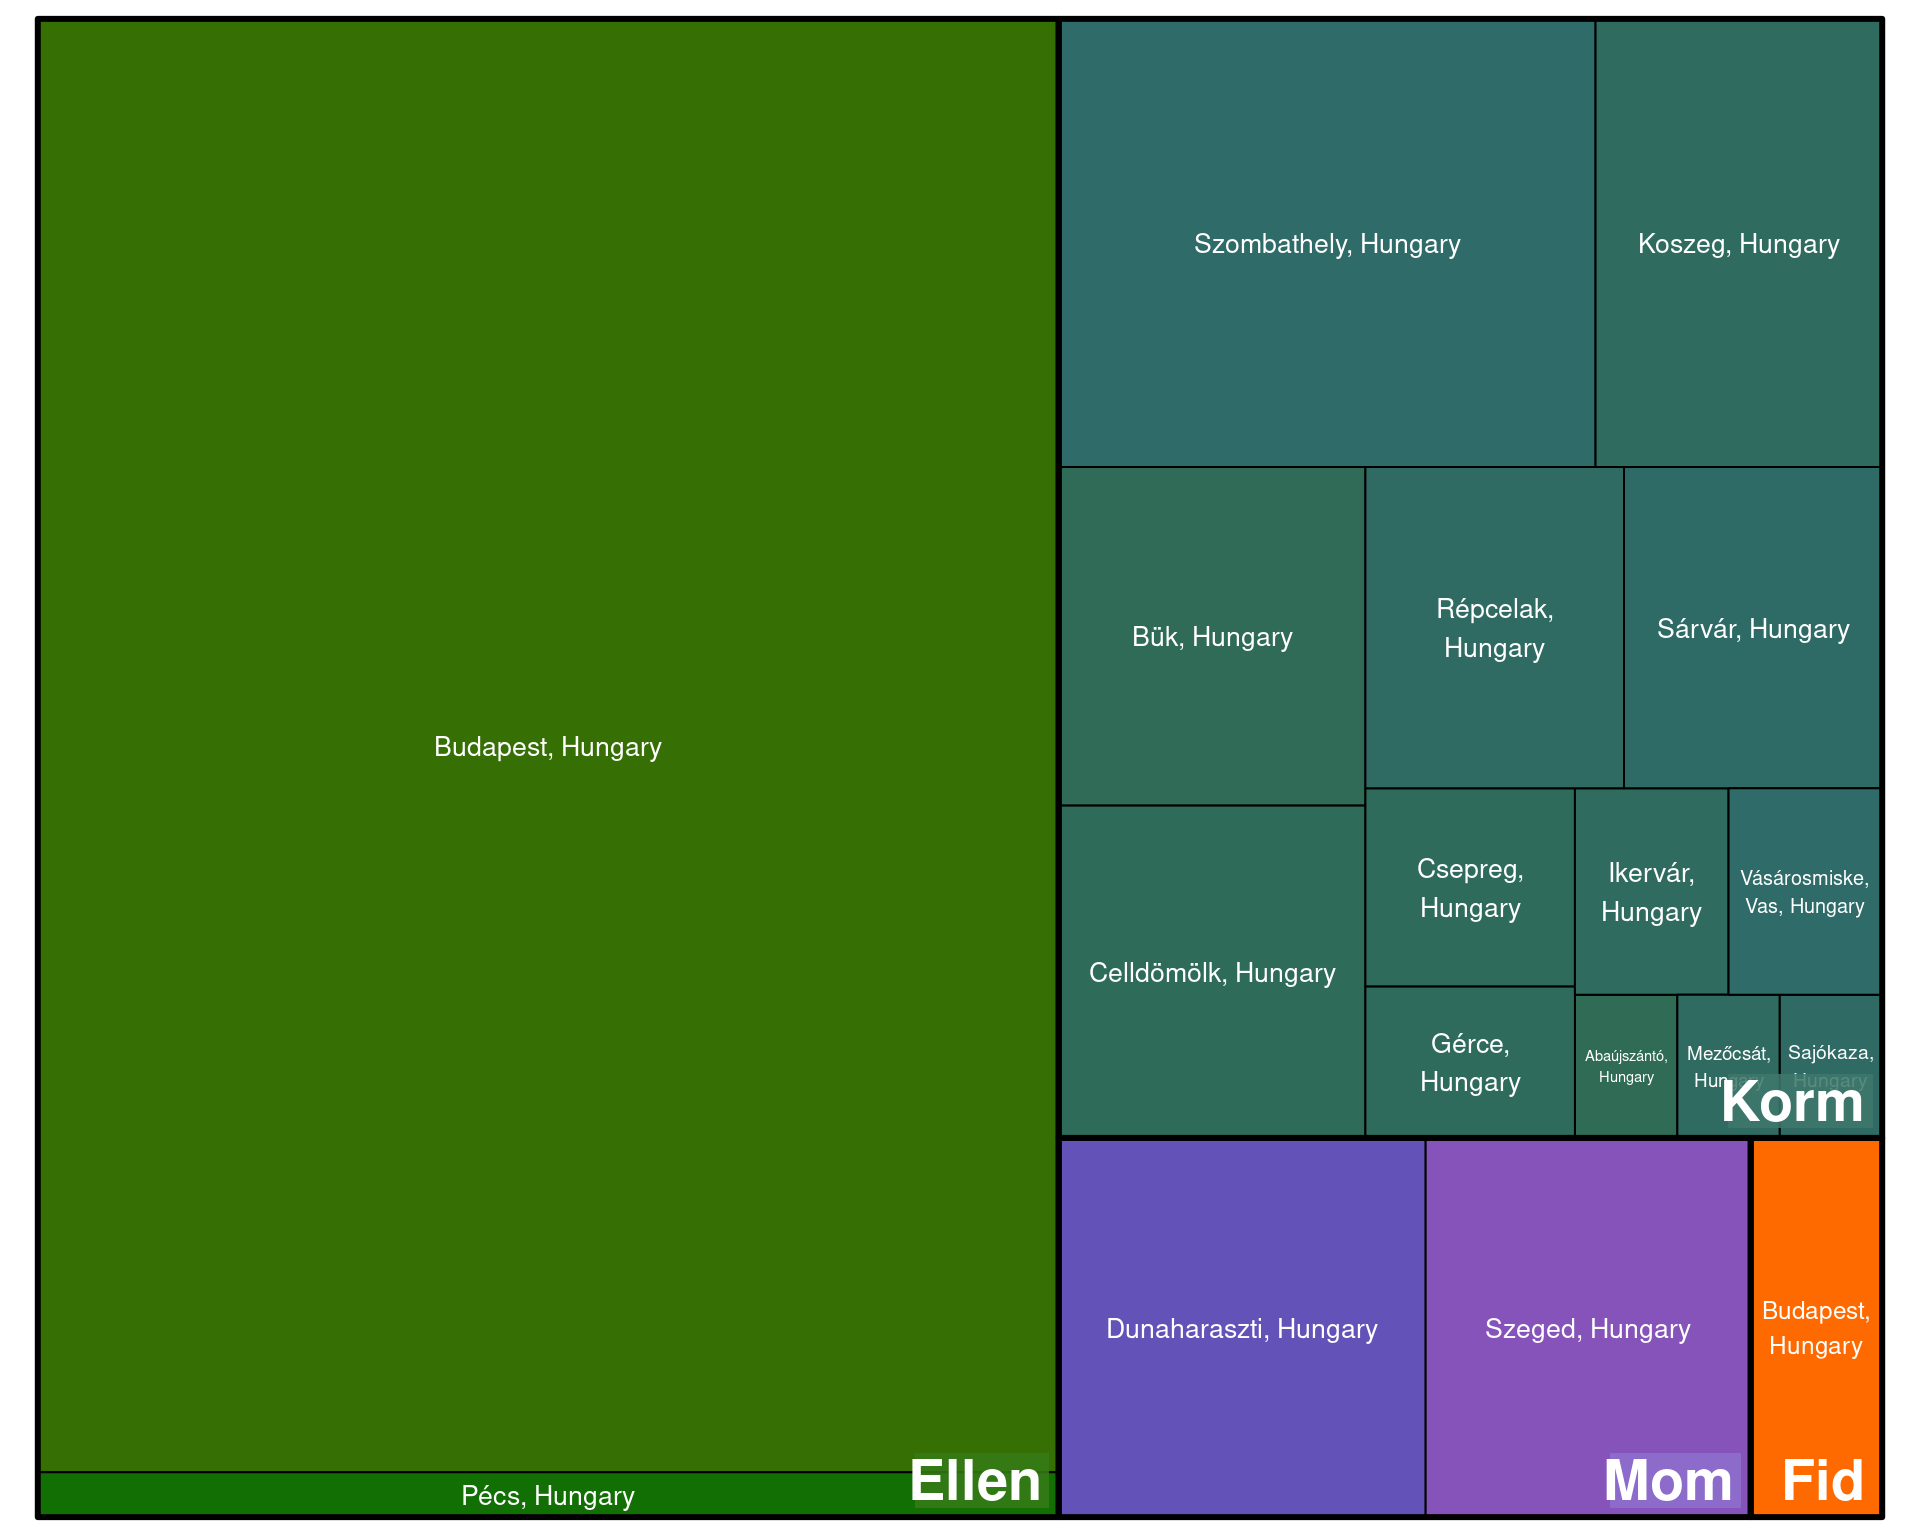 Szombathely, Hungary
Koszeg, Hungary
Bük, Hungary
Répcelak,
Hungary
Sárvár, Hungary
Budapest, Hungary
Csepreg,
Hungary
Ikervár,
Hungary
Vásárosmiske,
Vas, Hungary
Celldömölk, Hungary
Gérce,
Hungary
Abaújszántó,
Hungary
Mezőcsát,
Hungary
Sajókaza,
Hungary
Korm
Dunaharaszti, Hungary
Szeged, Hungary
Budapest,
Hungary
Pécs, Hungary
Ellen
Mom
Fid